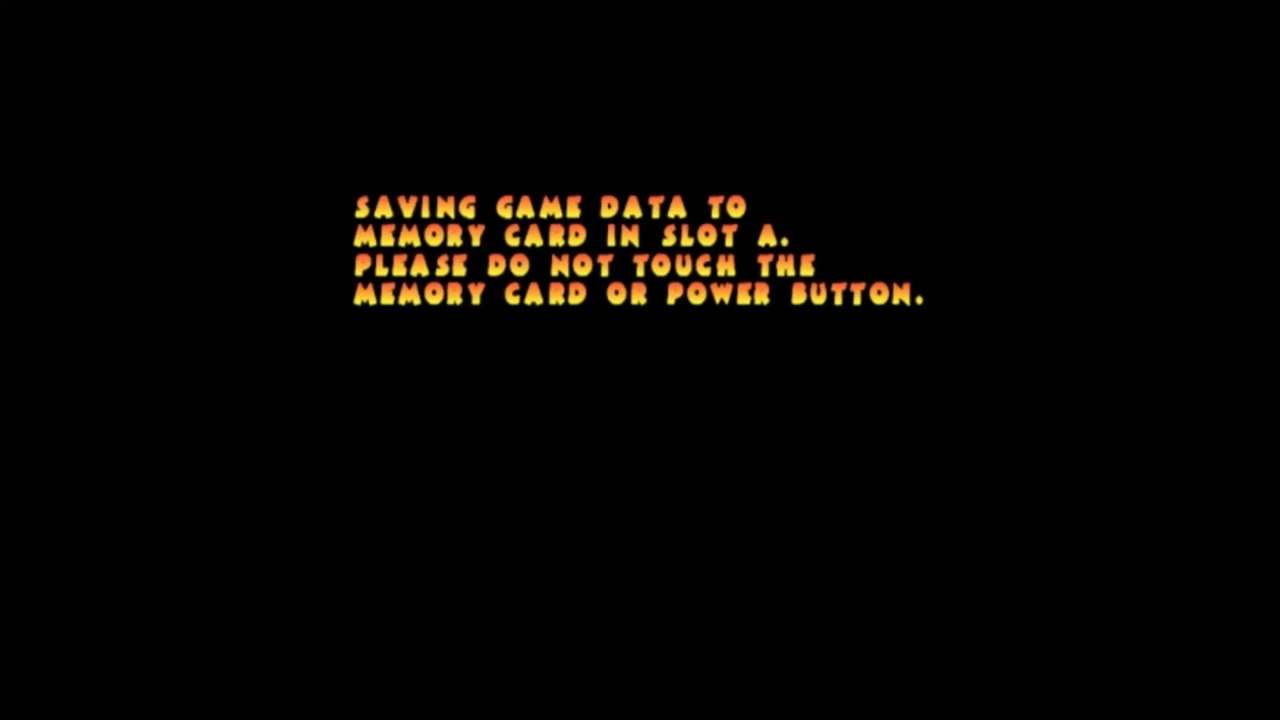 SAVING GAME DATA TO
MEMORY CARD IN SLOT A.
PLEASE DO NOT TOUCH THE
MEMORY CARD OR POWER BUTTON.